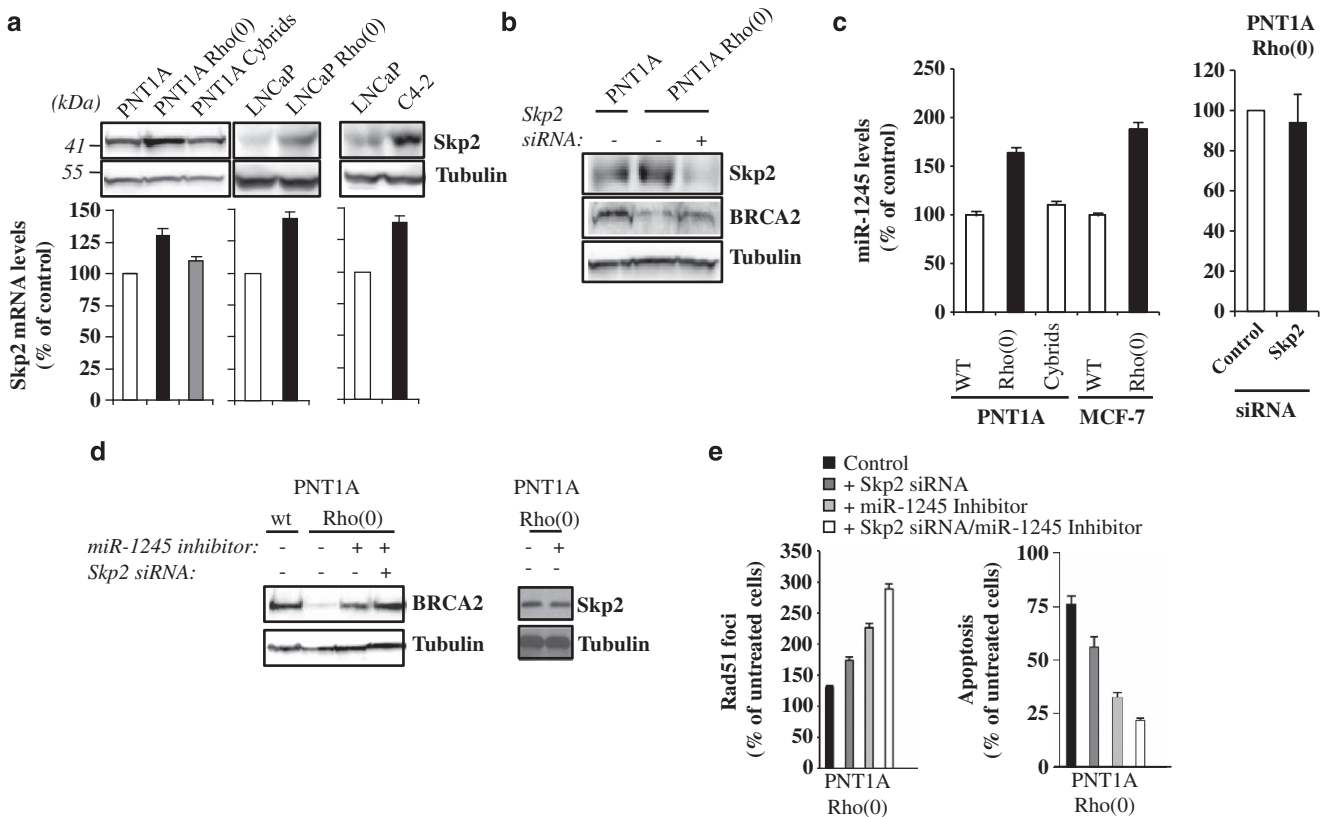 a
(kDa)
PNT1A
PNT1A Rho(0)
PNT1A Cybrids
LNCaP
LNCaP Rho(0)
LNCaP
C4-2
41
55
Skp2
Tubulin
Skp2 mRNA levels
(% of control)
150
125
100
75
50
25
0
b
PNT1A
PNT1A Rho(0)
Skp2
siRNA: - - +
Skp2
BRCA2
Tubulin
c
miR-1245 levels
(% of control)
250
200
150
100
50
0
WT
Rho(0)
Cybrids
WT
Rho(0)
PNT1A
MCF-7
PNT1A
Rho(0)
120
100
80
60
40
20
0
Control
Skp2
siRNA
d
PNT1A
wt Rho(0)
miR-1245 inhibitor: - - + +
Skp2 siRNA: - - - +
BRCA2
Tubulin
PNT1A
Rho(0)
- +
- -
Skp2
Tubulin
e
Control
+ Skp2 siRNA
+ miR-1245 Inhibitor
+ Skp2 siRNA/miR-1245 Inhibitor
Rad51 foci
(% of untreated cells)
350
300
250
200
150
100
50
0
PNT1A
Rho(0)
Apoptosis
(% of untreated cells)
100
75
50
25
0
PNT1A
Rho(0)